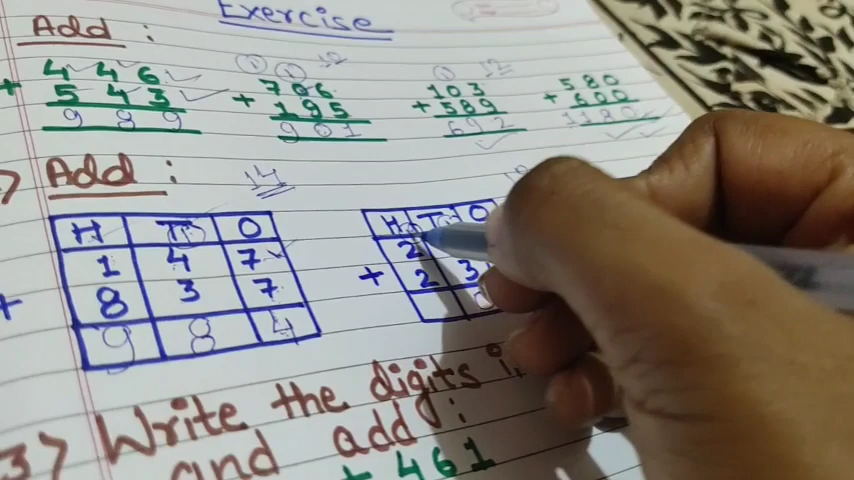 Exercise
Add :
446 706 103 580
+ 543 + 195 + 589 + 600
989 901 692 1180
Add :
14
H T O H T O
1 4 7 2
+ 8 3 7 + 2 3
9 8 4
3) Write the digits
and add :
+ 461